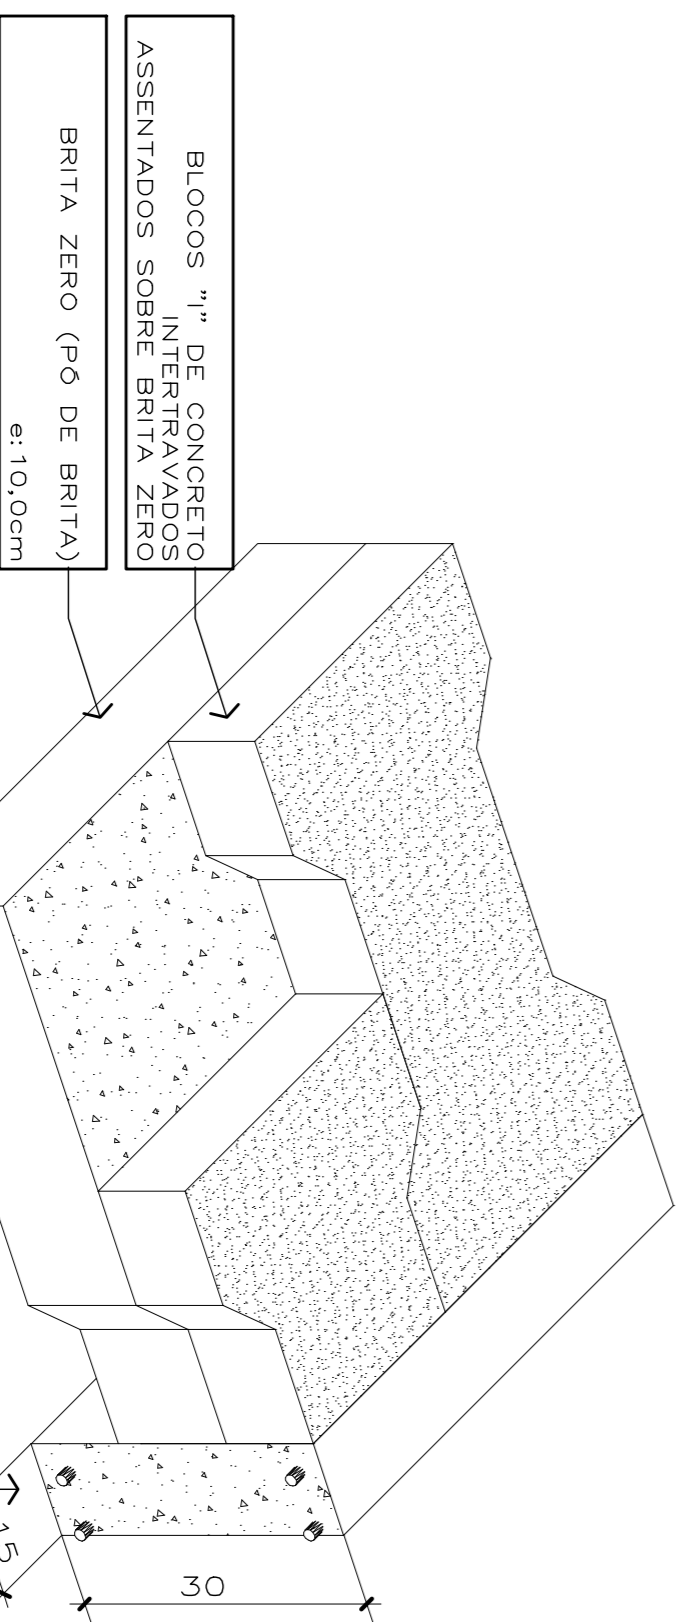 BLOCOS "I" DE CONCRETO
INTERTRAVADOS
ASSENTADOS SOBRE BRITA ZERO
BRITA ZERO (PÓ DE BRITA)
e: 10,0cm
30
15